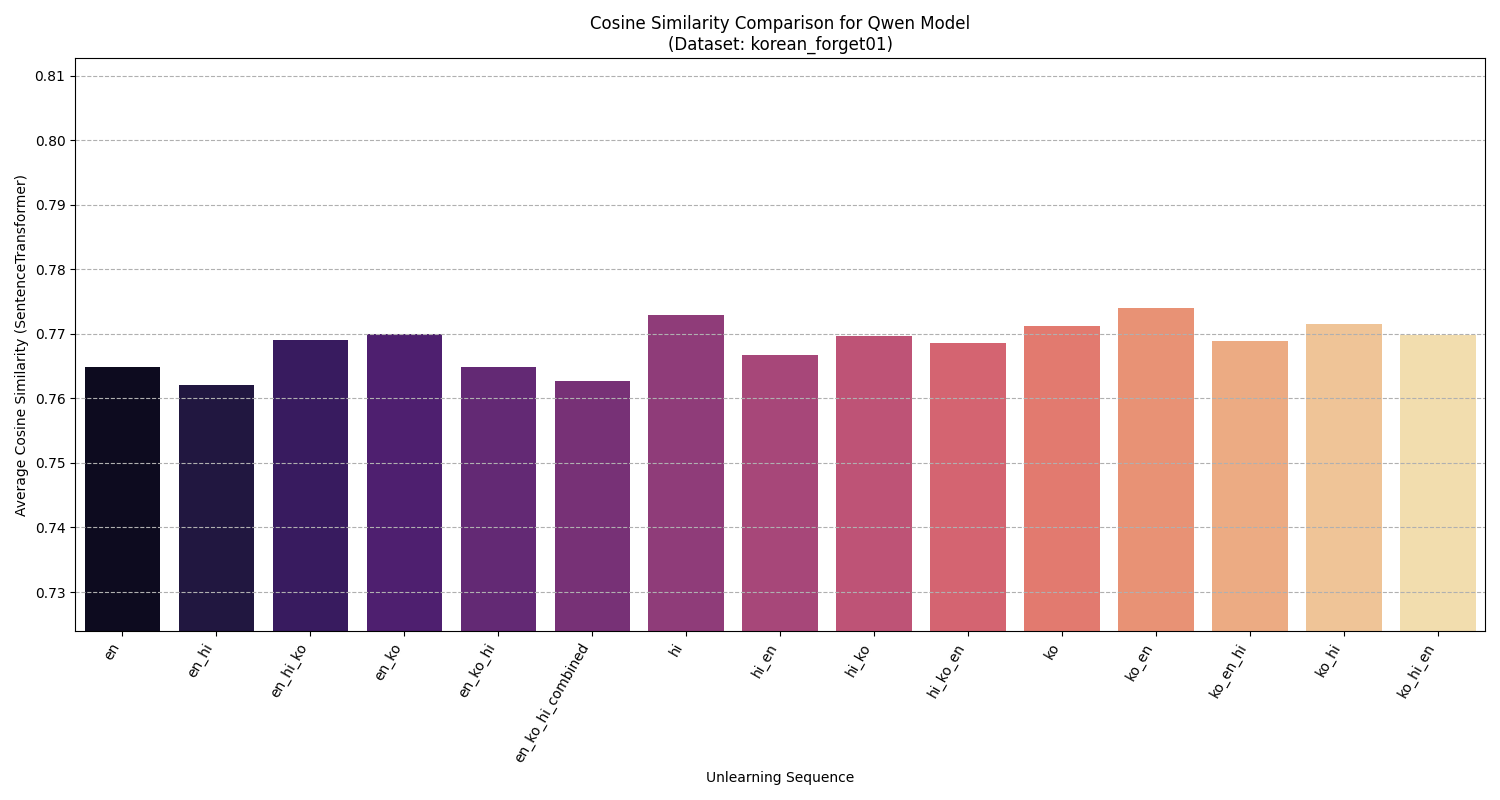 Cosine Similarity Comparison for Qwen Model
(Dataset: korean_forget01)
Average Cosine Similarity (SentenceTransformer)
0.81
0.80
0.79
0.78
0.77
0.76
0.75
0.74
0.73
en
en_hi
en_hi_ko
en_ko
en_ko_hi
en_ko_hi_combined
hi
hi_en
hi_ko
hi_ko_en
ko
ko_en
ko_en_hi
ko_hi
ko_hi_en
Unlearning Sequence